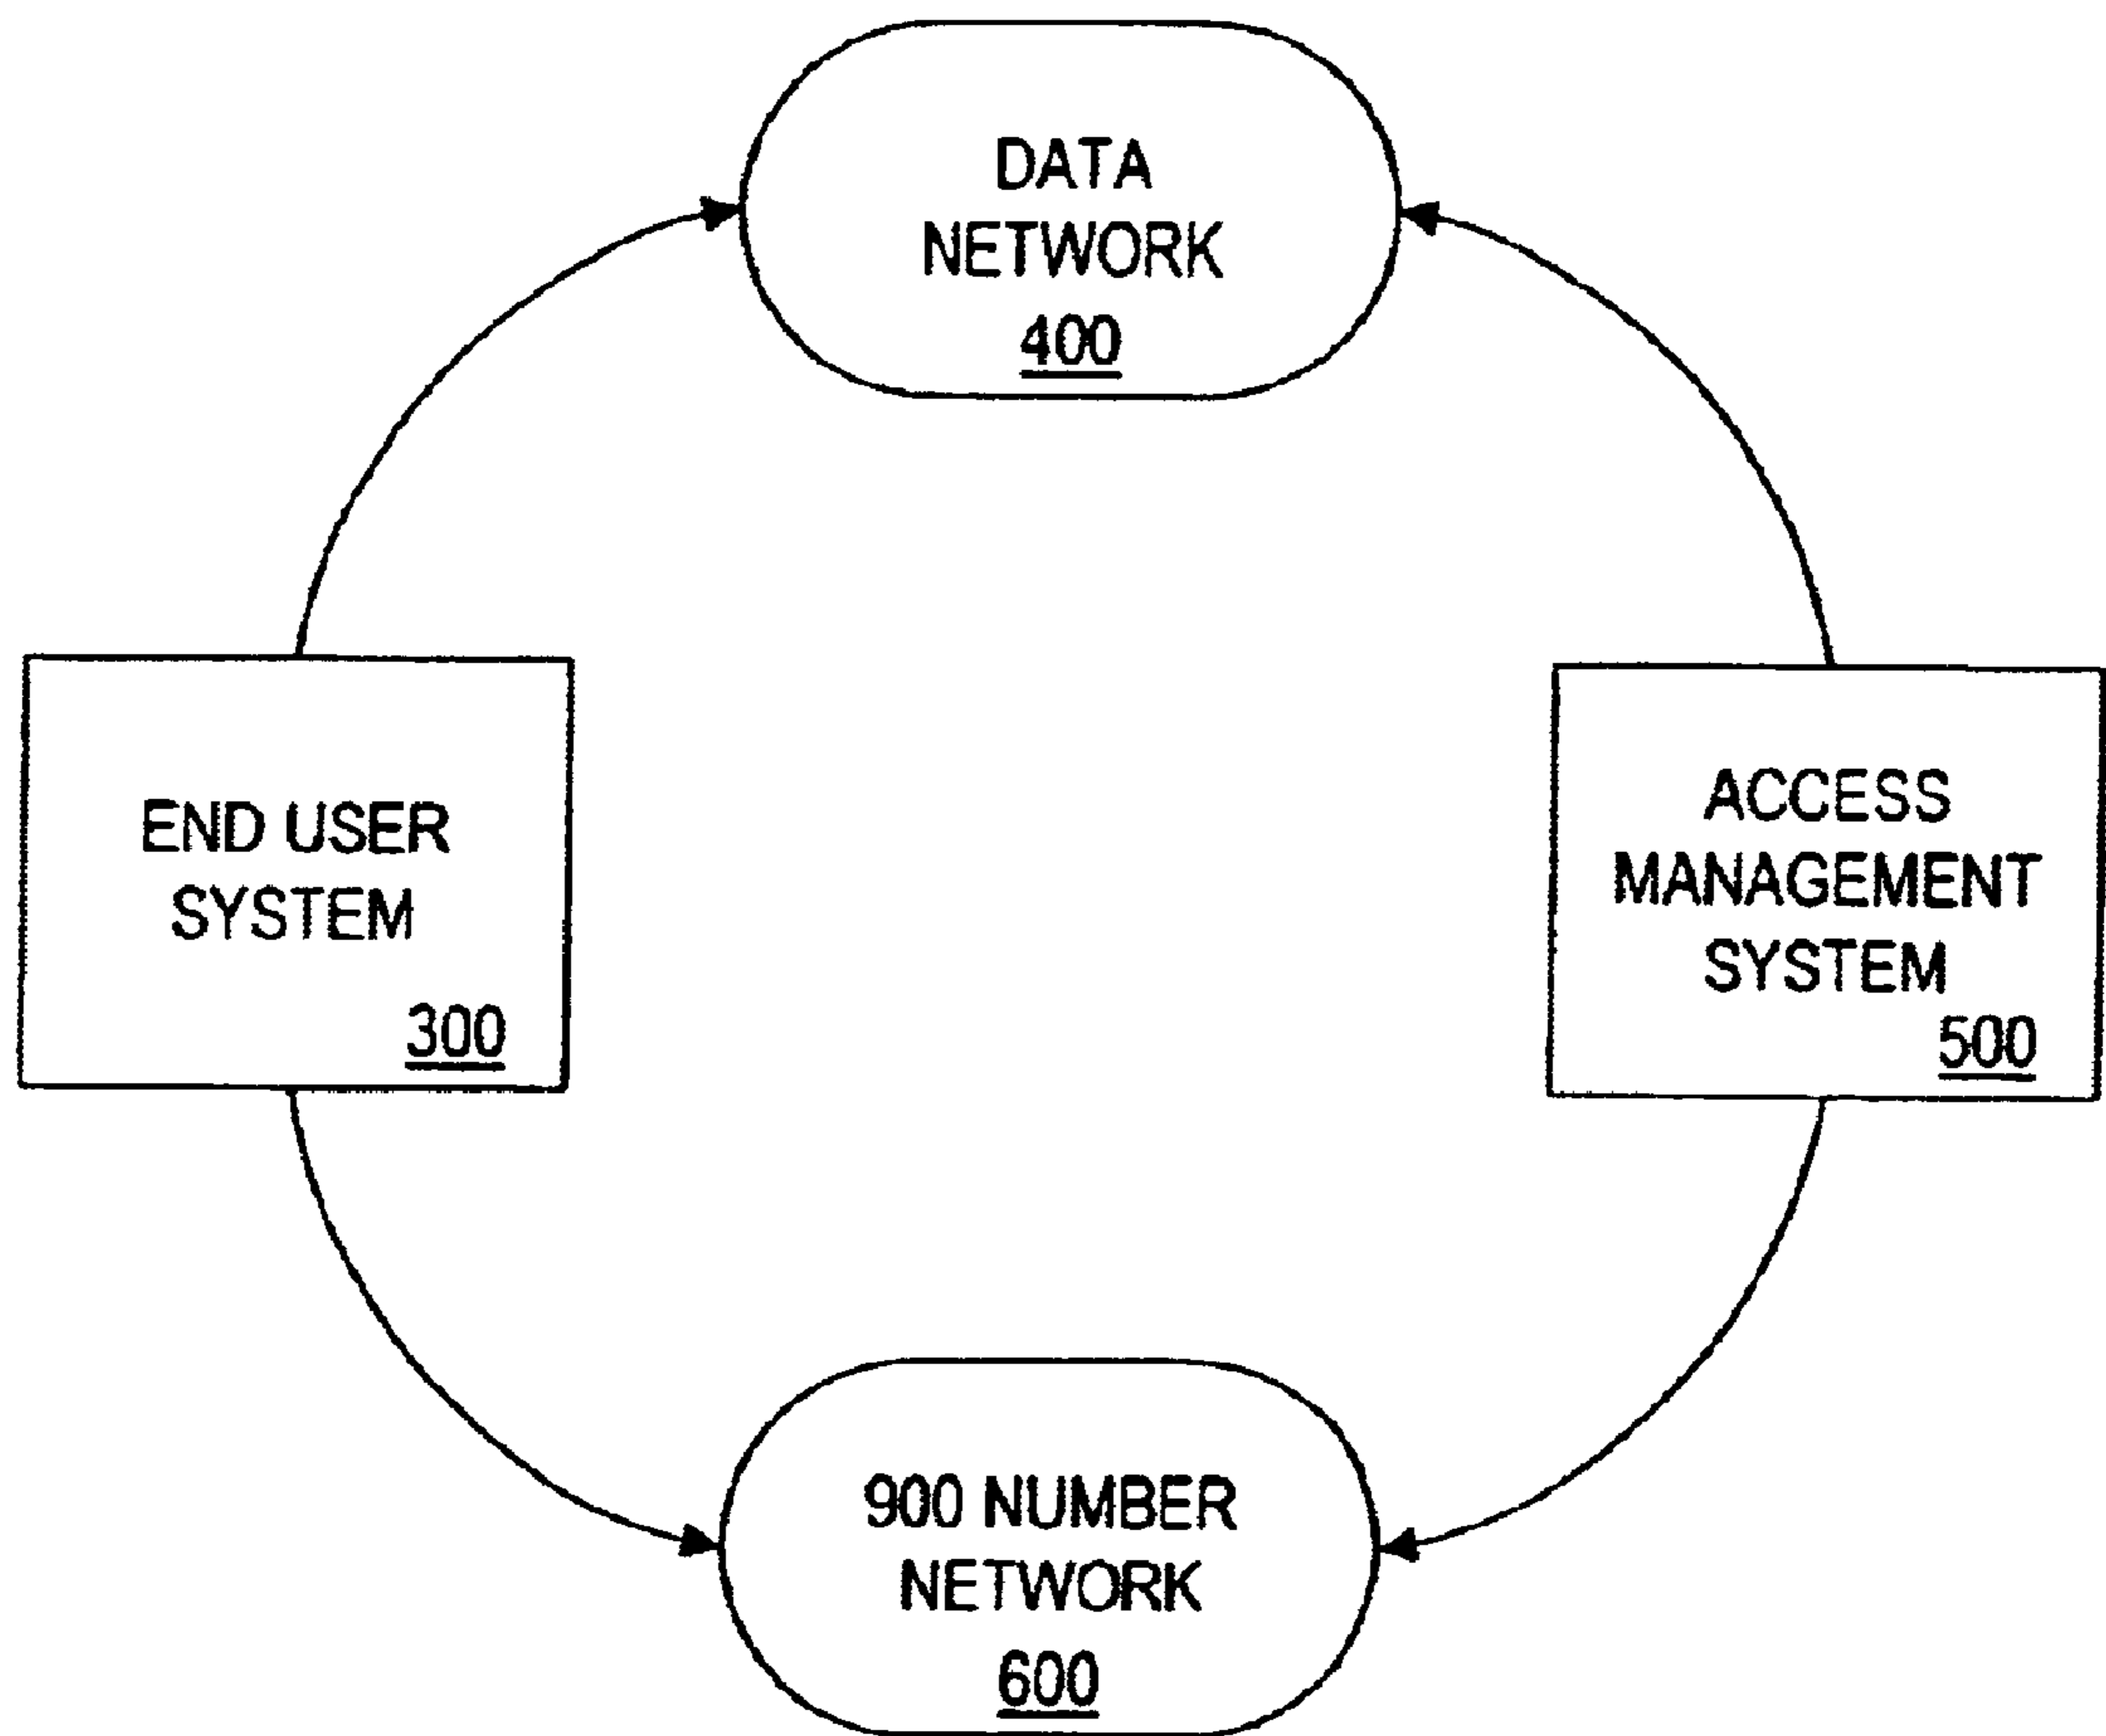 DATA
NETWORK
400
END USER
SYSTEM
300
ACCESS
MANAGEMENT
SYSTEM
500
900 NUMBER
NETWORK
600